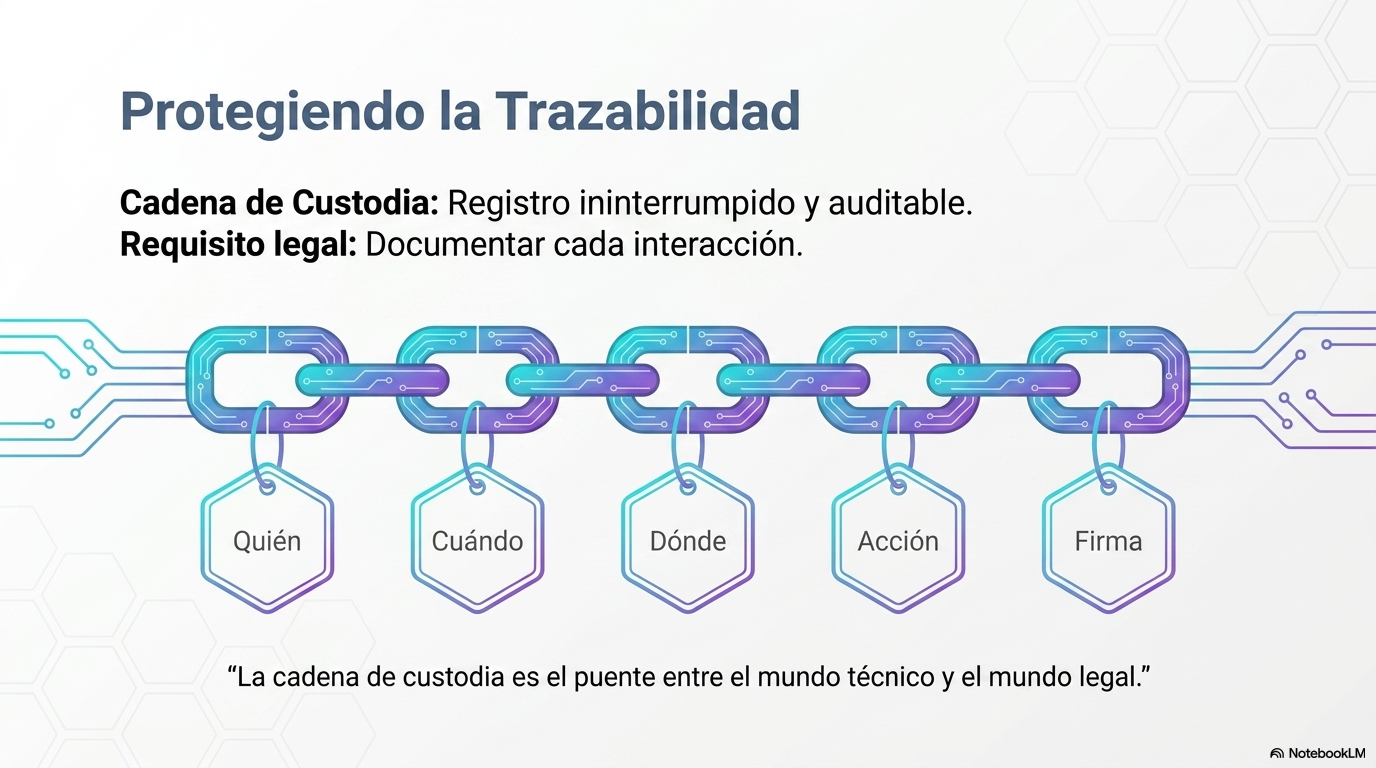 Protegiendo la Trazabilidad
Cadena de Custodia: Registro ininterrumpido y auditable.
Requisito legal: Documentar cada interacción.
Quién
Cuándo
Dónde
Acción
Firma
“La cadena de custodia es el puente entre el mundo técnico y el mundo legal.”
NotebookLM